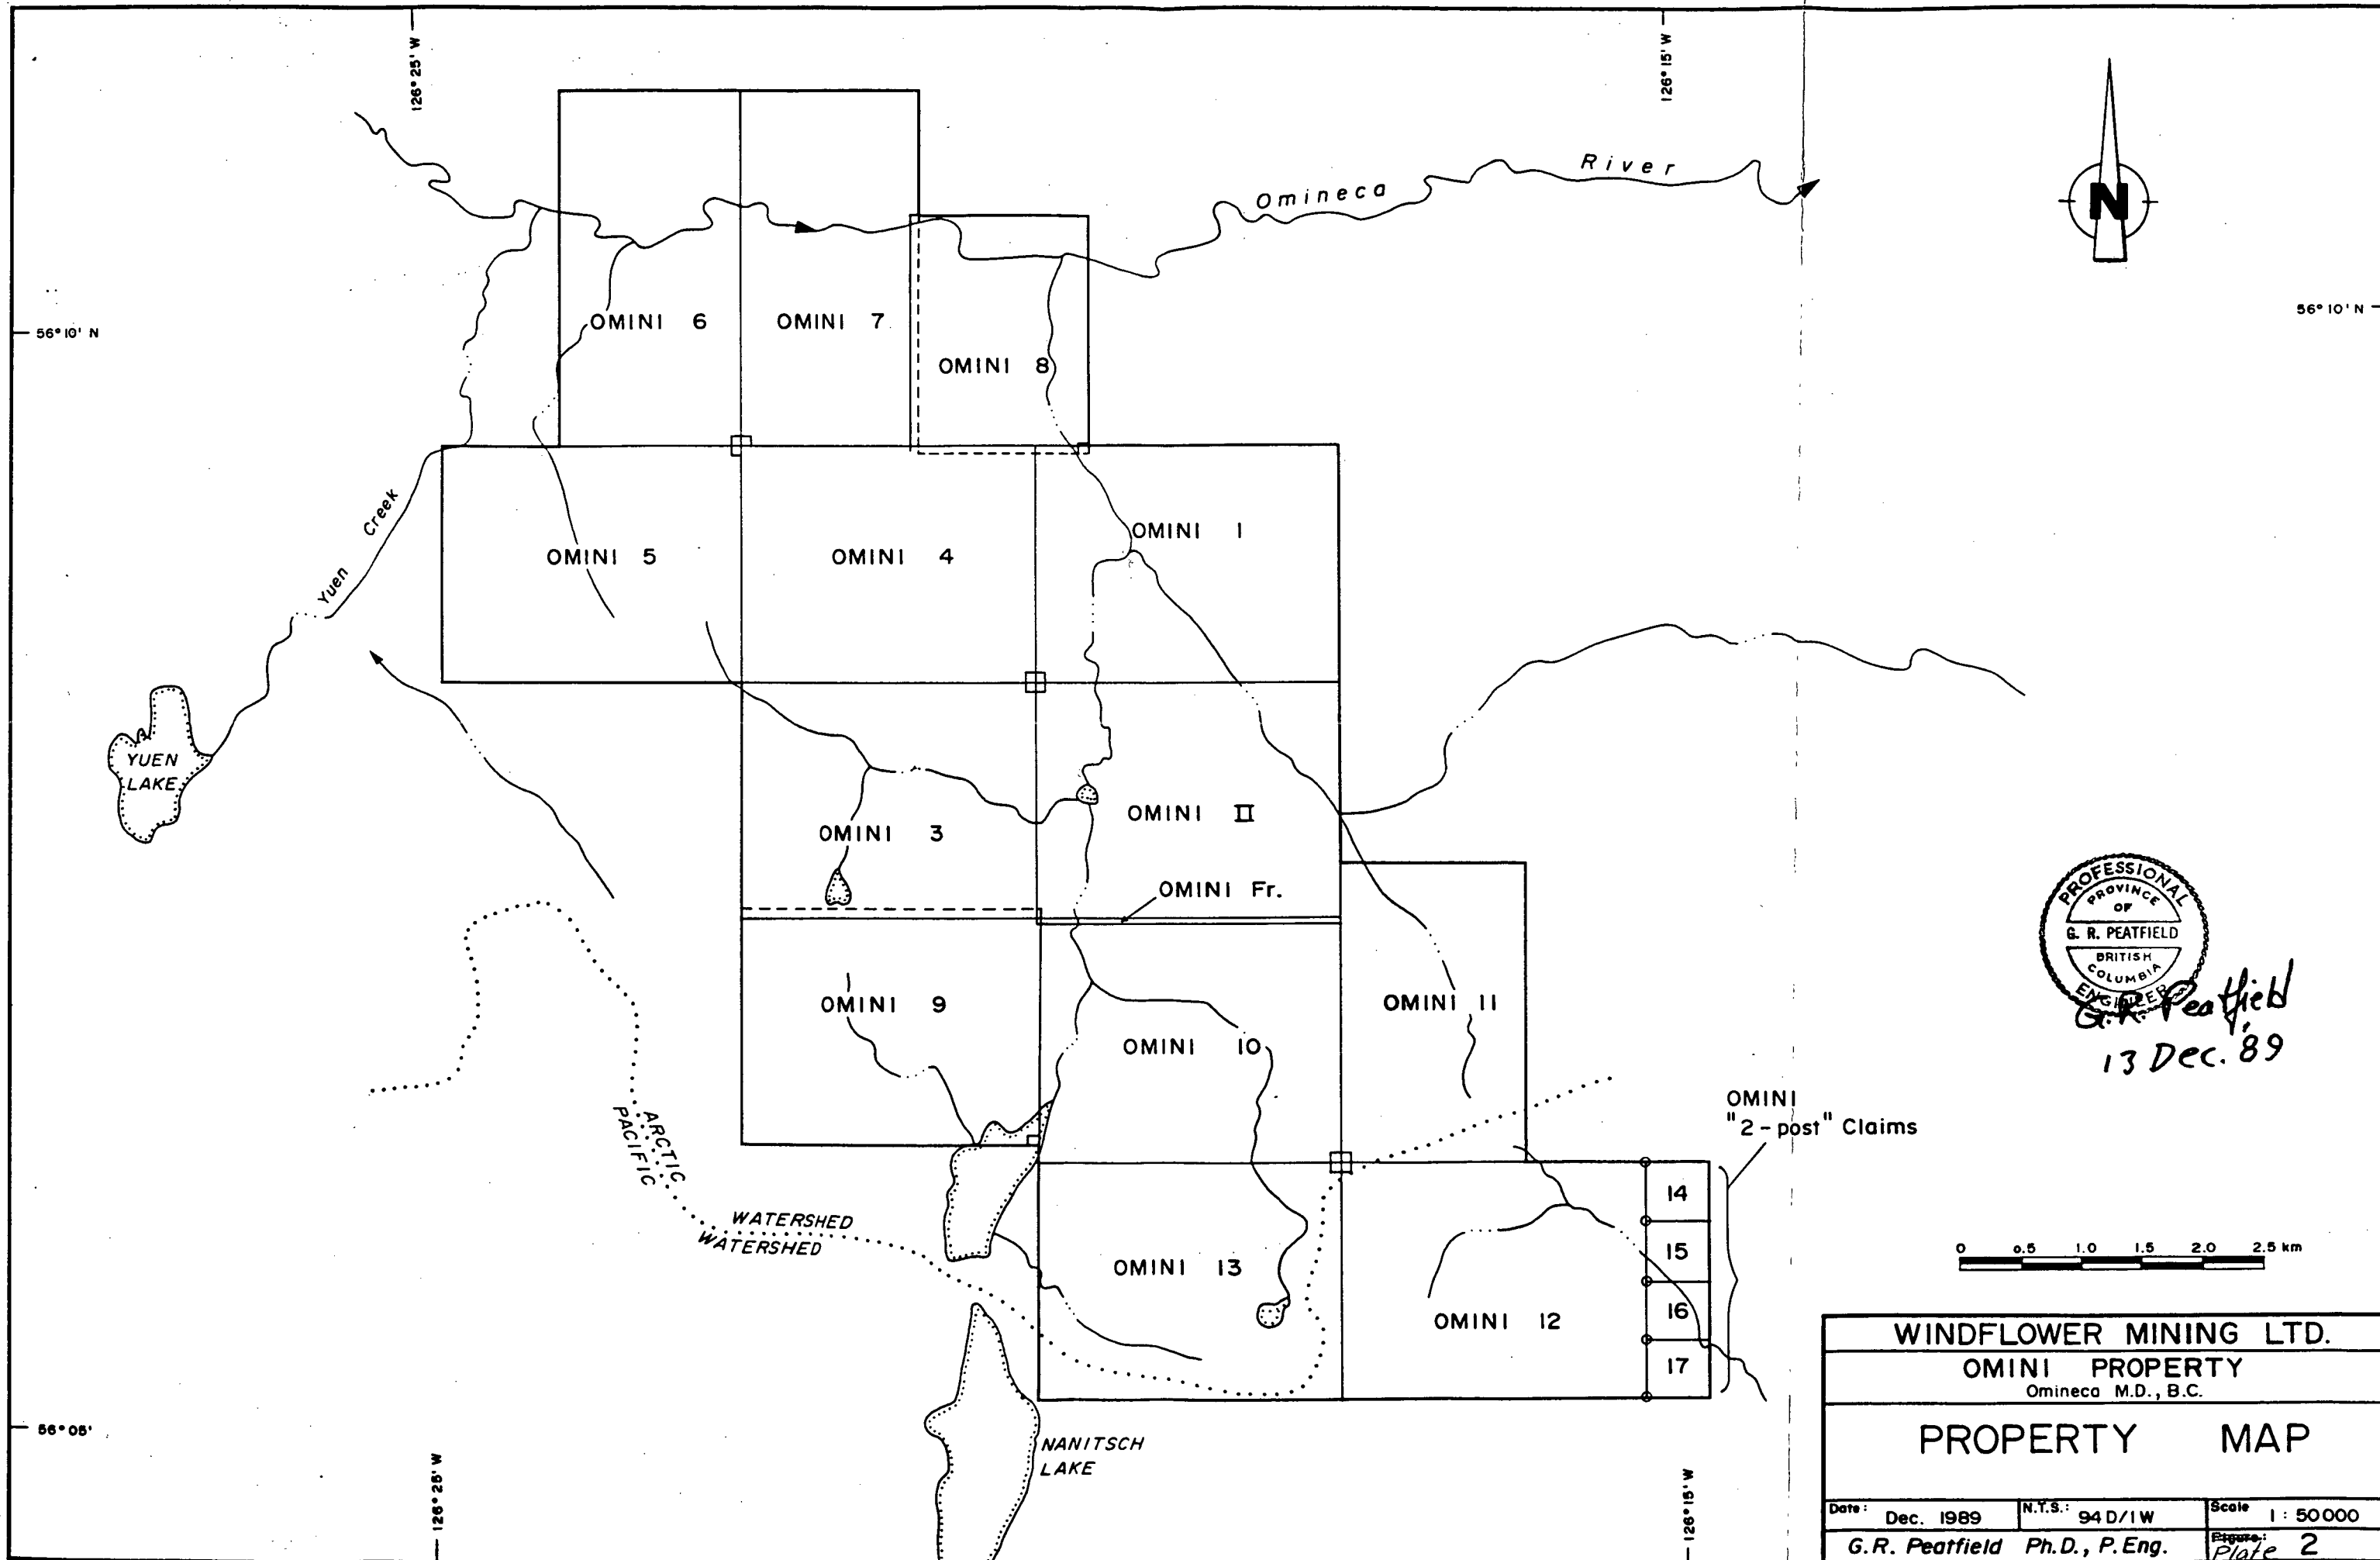 126° 25' W
126° 15' W
Omineca River
N
56° 10' N
56° 10' N
OMINI 6
OMINI 7
OMINI 8
Yuen Creek
OMINI 5
OMINI 4
OMINI 1
YUEN
LAKE
OMINI 3
OMINI II
OMINI Fr.
OMINI 9
OMINI 10
OMINI 11
PROFESSIONAL
PROVINCE
OF
G. R. PEATFIELD
BRITISH
COLUMBIA
ENGINEER
G.R. Peatfield
13 Dec. '89
ARCTIC
PACIFIC
WATERSHED
WATERSHED
OMINI
"2-post" Claims
14
15
16
17
OMINI 13
OMINI 12
0 0.5 1.0 1.5 2.0 2.5 km
NANITSCH
LAKE
56° 05'
126° 25' W
126° 15' W
WINDFLOWER MINING LTD.
OMINI PROPERTY
Omineca M.D., B.C.
PROPERTY MAP
Date: Dec. 1989 N.T.S.: 94 D/1 W Scale 1 : 50 000
G.R. Peatfield Ph.D., P. Eng. Figure: Plate 2